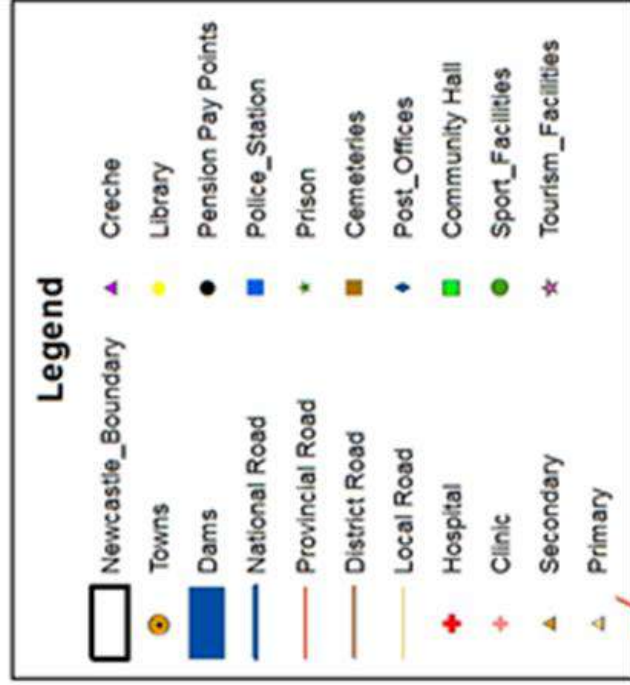 Legend
Newcastle_Boundary
Towns
Dams
National Road
Provincial Road
District Road
Local Road
Hospital
Clinic
Secondary
Primary
Creche
Library
Pension Pay Points
Police_Station
Prison
Cemeteries
Post_Offices
Community Hall
Sport_Facilities
Tourism_Facilities